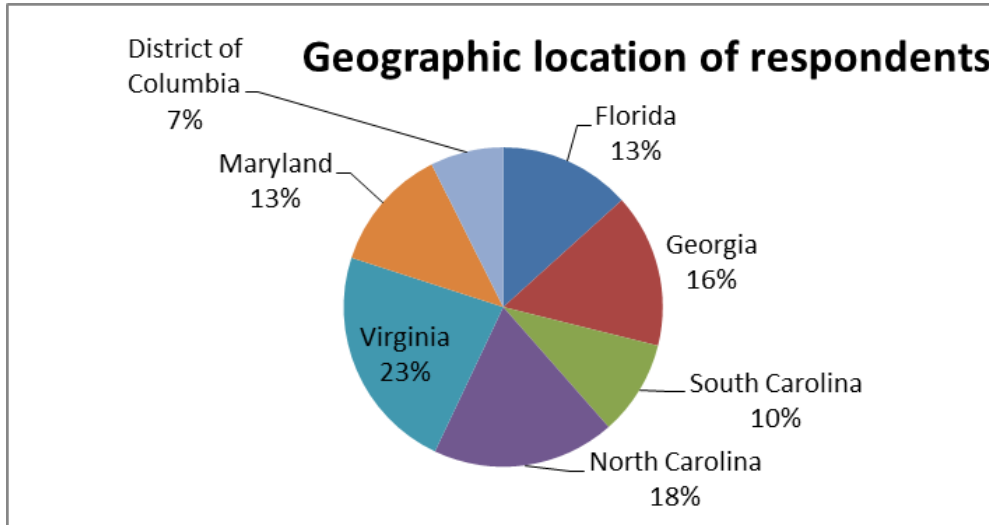 Geographic location of respondents
District of
Columbia
7%
Florida
13%
Maryland
13%
Georgia
16%
Virginia
23%
South Carolina
10%
North Carolina
18%